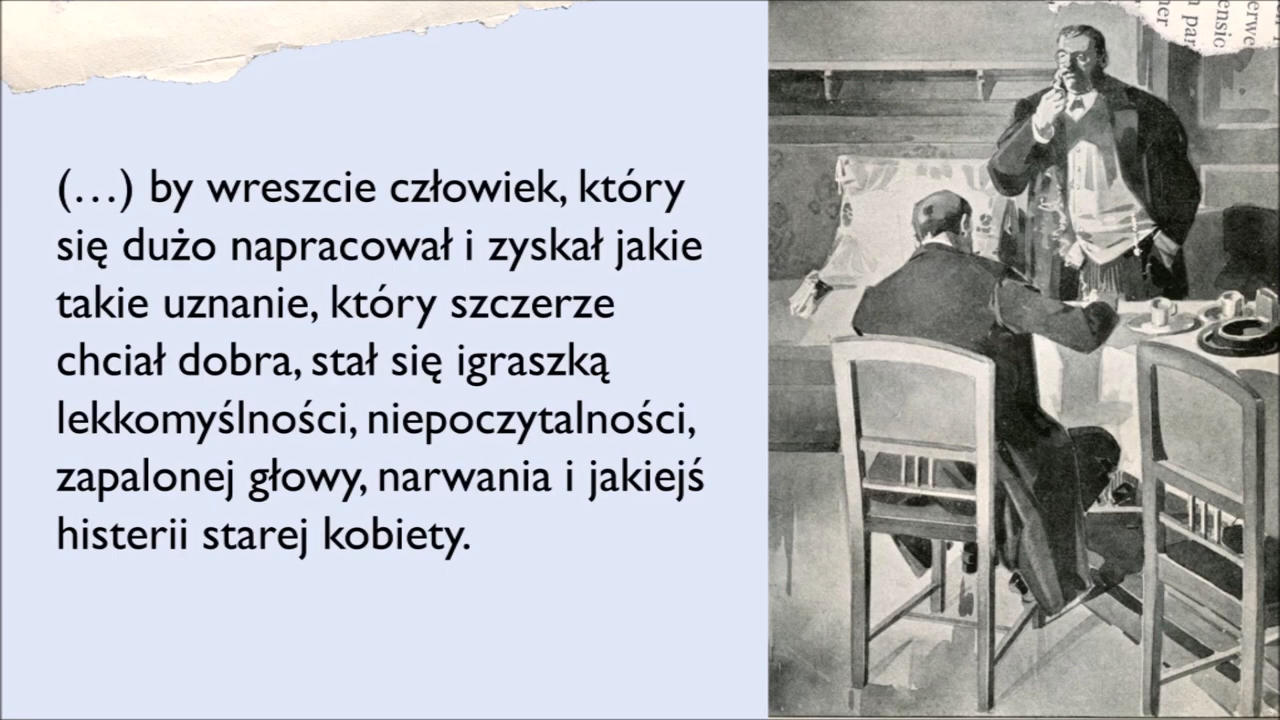 (…) by wreszcie człowiek, który
się dużo napracował i zyskał jakie
takie uznanie, który szczerze
chciał dobra, stał się igraszką
lekkomyślności, niepoczytalności,
zapalonej głowy, narwania i jakiejś
histerii starej kobiety.